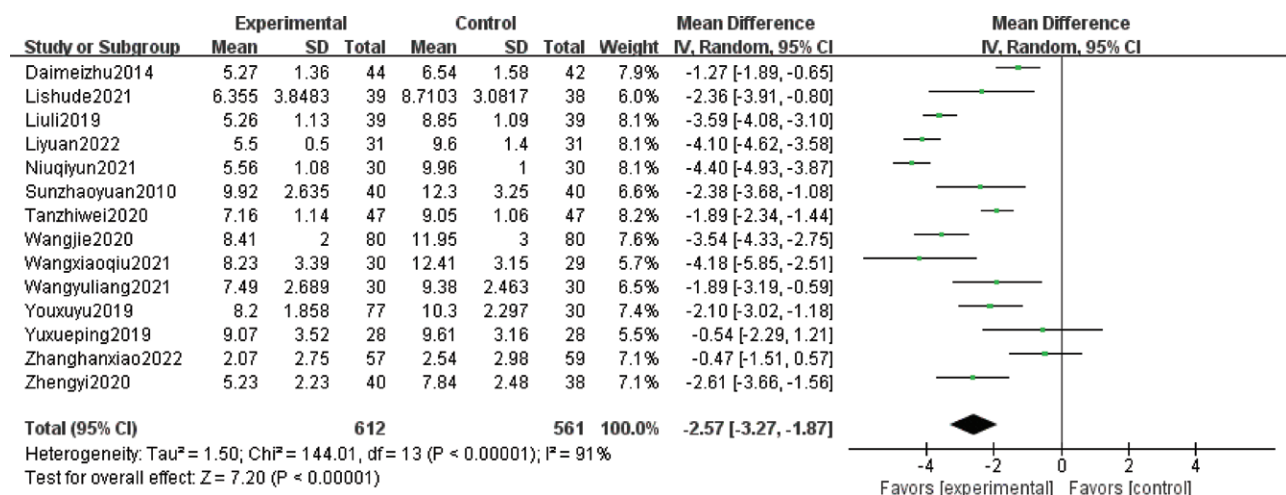 Experimental Control Mean Difference Mean Difference
Study or Subgroup Mean SD Total Mean SD Total Weight IV, Random, 95% CI IV, Random, 95% CI
Daimeizhu2014 5.27 1.36 44 6.54 1.58 42 7.9% -1.27 [-1.89, -0.65]
Lishude2021 6.355 3.8483 39 8.7103 3.0817 38 6.0% -2.36 [-3.91, -0.80]
Liuli2019 5.26 1.13 39 8.85 1.09 39 8.1% -3.59 [-4.08, -3.10]
Liyuan2022 5.5 0.5 31 9.6 1.4 31 8.1% -4.10 [-4.62, -3.58]
Niuqiyun2021 5.56 1.08 30 9.96 1 30 8.1% -4.40 [-4.93, -3.87]
Sunzhaoyuan2010 9.92 2.635 40 12.3 3.25 40 6.6% -2.38 [-3.68, -1.08]
Tanzhiwei2020 7.16 1.14 47 9.05 1.06 47 8.2% -1.89 [-2.34, -1.44]
Wangjie2020 8.41 2 80 11.95 3 80 7.6% -3.54 [-4.33, -2.75]
Wangxiaoqiu2021 8.23 3.39 30 12.41 3.15 29 5.7% -4.18 [-5.85, -2.51]
Wangyuliang2021 7.49 2.689 30 9.38 2.463 30 6.5% -1.89 [-3.19, -0.59]
Youxuyu2019 8.2 1.858 77 10.3 2.297 30 7.4% -2.10 [-3.02, -1.18]
Yuxueping2019 9.07 3.52 28 9.61 3.16 28 5.5% -0.54 [-2.29, 1.21]
Zhanghanxiao2022 2.07 2.75 57 2.54 2.98 59 7.1% -0.47 [-1.51, 0.57]
Zhengyi2020 5.23 2.23 40 7.84 2.48 38 7.1% -2.61 [-3.66, -1.56]
Total (95% CI) 612 561 100.0% -2.57 [-3.27, -1.87]
Heterogeneity: Tau² = 1.50; Chi² = 144.01, df = 13 (P < 0.00001); I² = 91%
Test for overall effect: Z = 7.20 (P < 0.00001)
-4 -2 0 2 4
Favors [experimental] Favors [control]